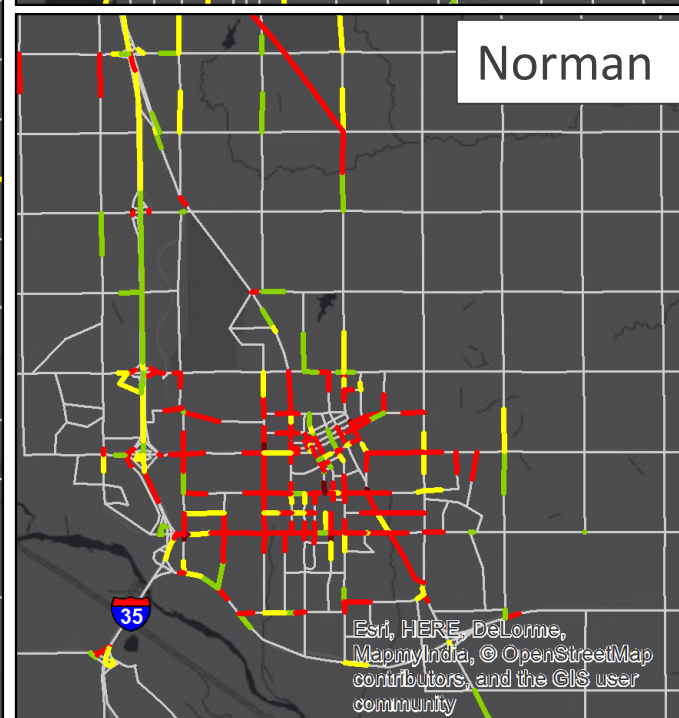 Norman
35
Esri, HERE, DeLorme,
MapmyIndia, © OpenStreetMap
contributors, and the GIS user
community